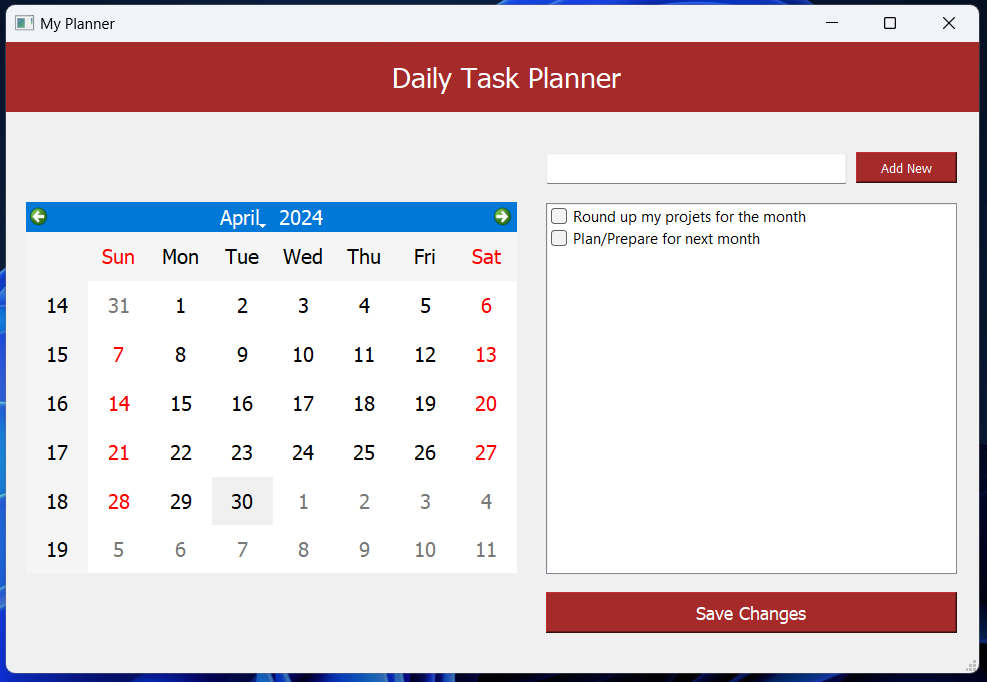 My Planner
Daily Task Planner
Add New
April 2024
Sun Mon Tue Wed Thu Fri Sat
14 31 1 2 3 4 5 6
15 7 8 9 10 11 12 13
16 14 15 16 17 18 19 20
17 21 22 23 24 25 26 27
18 28 29 30 1 2 3 4
19 5 6 7 8 9 10 11
Round up my projets for the month
Plan/Prepare for next month
Save Changes